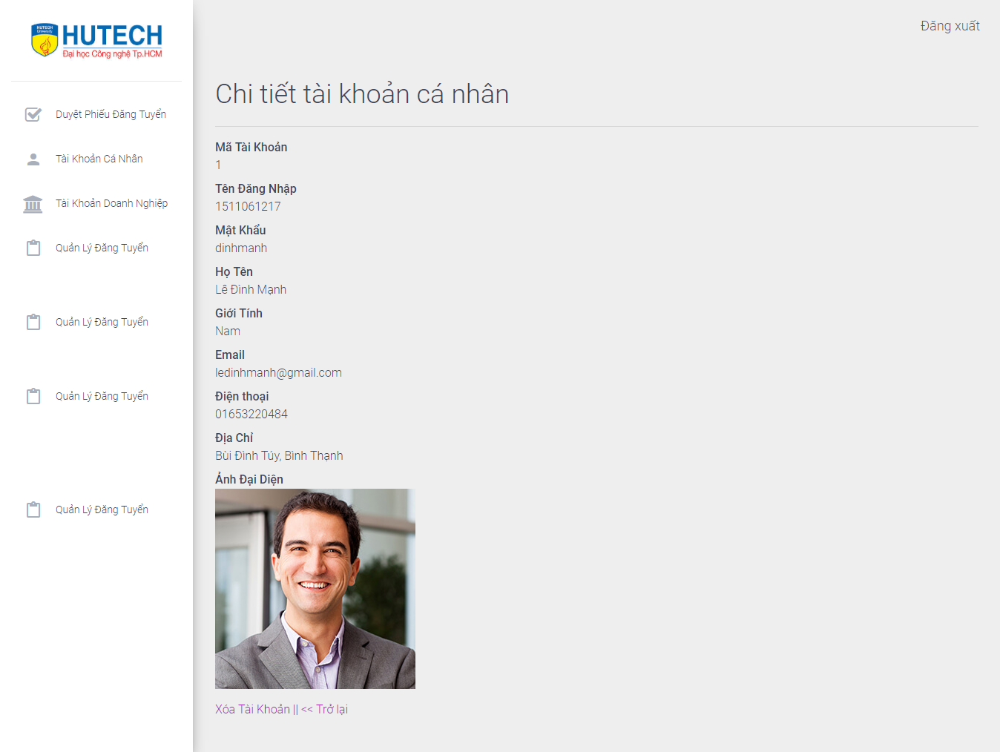 HUTECH
University
HUTECH
Đại học Công nghệ Tp.HCM
Đăng xuất
Duyệt Phiếu Đăng Tuyển
Tài Khoản Cá Nhân
Tài Khoản Doanh Nghiệp
Quản Lý Đăng Tuyển
Quản Lý Đăng Tuyển
Quản Lý Đăng Tuyển
Quản Lý Đăng Tuyển
Chi tiết tài khoản cá nhân
Mã Tài Khoản
1
Tên Đăng Nhập
1511061217
Mật Khẩu
dinhmanh
Họ Tên
Lê Đình Mạnh
Giới Tính
Nam
Email
ledinhmanh@gmail.com
Điện thoại
01653220484
Địa Chỉ
Bùi Đình Túy, Bình Thạnh
Ảnh Đại Diện
Xóa Tài Khoản || << Trở lại